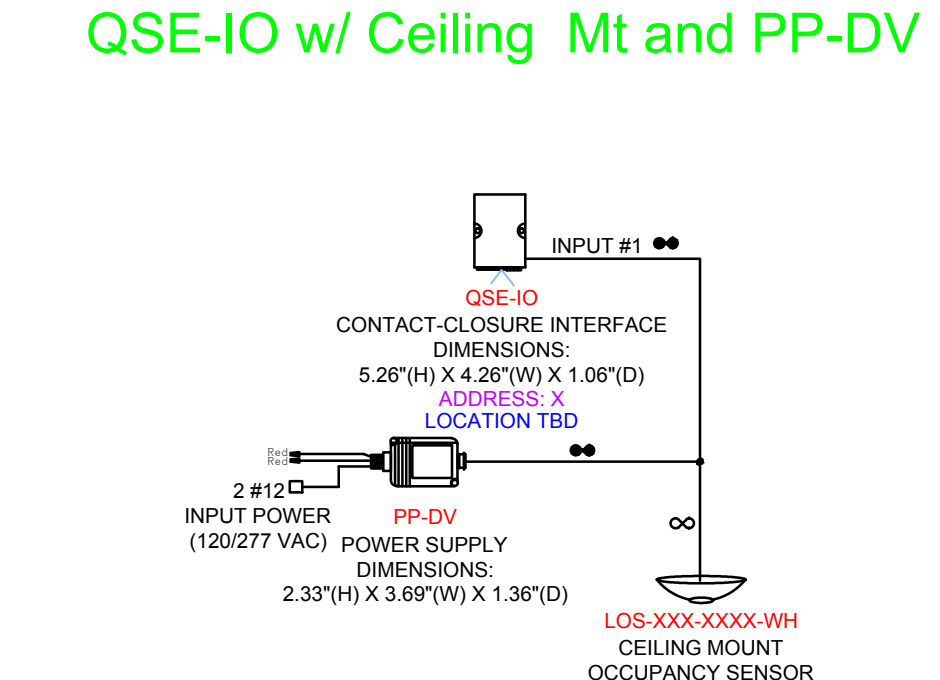 QSE-IO w/ Ceiling Mt and PP-DV
INPUT #1
QSE-IO
CONTACT-CLOSURE INTERFACE
DIMENSIONS:
5.26"(H) X 4.26"(W) X 1.06"(D)
ADDRESS: X
LOCATION TBD
Red
Red
2 #12
INPUT POWER
(120/277 VAC)
PP-DV
POWER SUPPLY
DIMENSIONS:
2.33"(H) X 3.69"(W) X 1.36"(D)
LOS-XXX-XXXX-WH
CEILING MOUNT
OCCUPANCY SENSOR